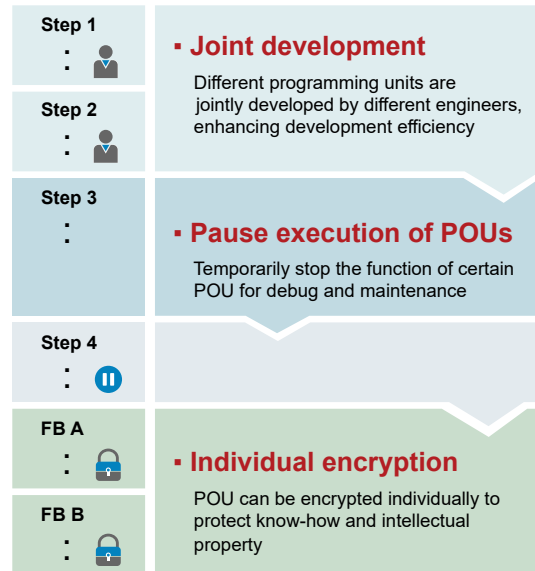 Step 1
:
▪ Joint development
Different programming units are
jointly developed by different engineers,
enhancing development efficiency
Step 2
:
Step 3
:
▪ Pause execution of POUs
Temporarily stop the function of certain
POU for debug and maintenance
Step 4
:
FB A
:
▪ Individual encryption
POU can be encrypted individually to
protect know-how and intellectual
property
FB B
: